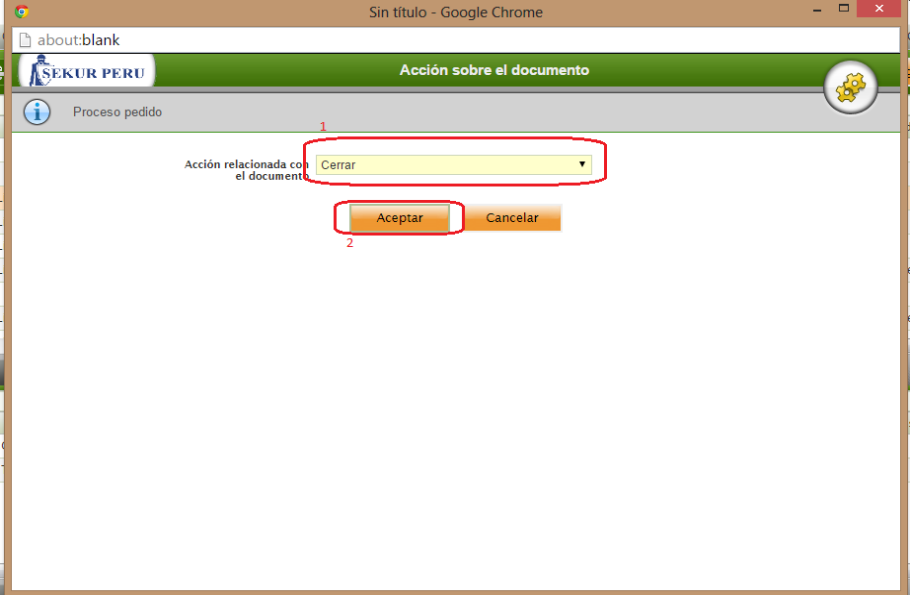 Sin título - Google Chrome
about:blank
SEKUR PERU
Acción sobre el documento
Proceso pedido
1
Acción relacionada con
el documento
Cerrar
Aceptar
Cancelar
2